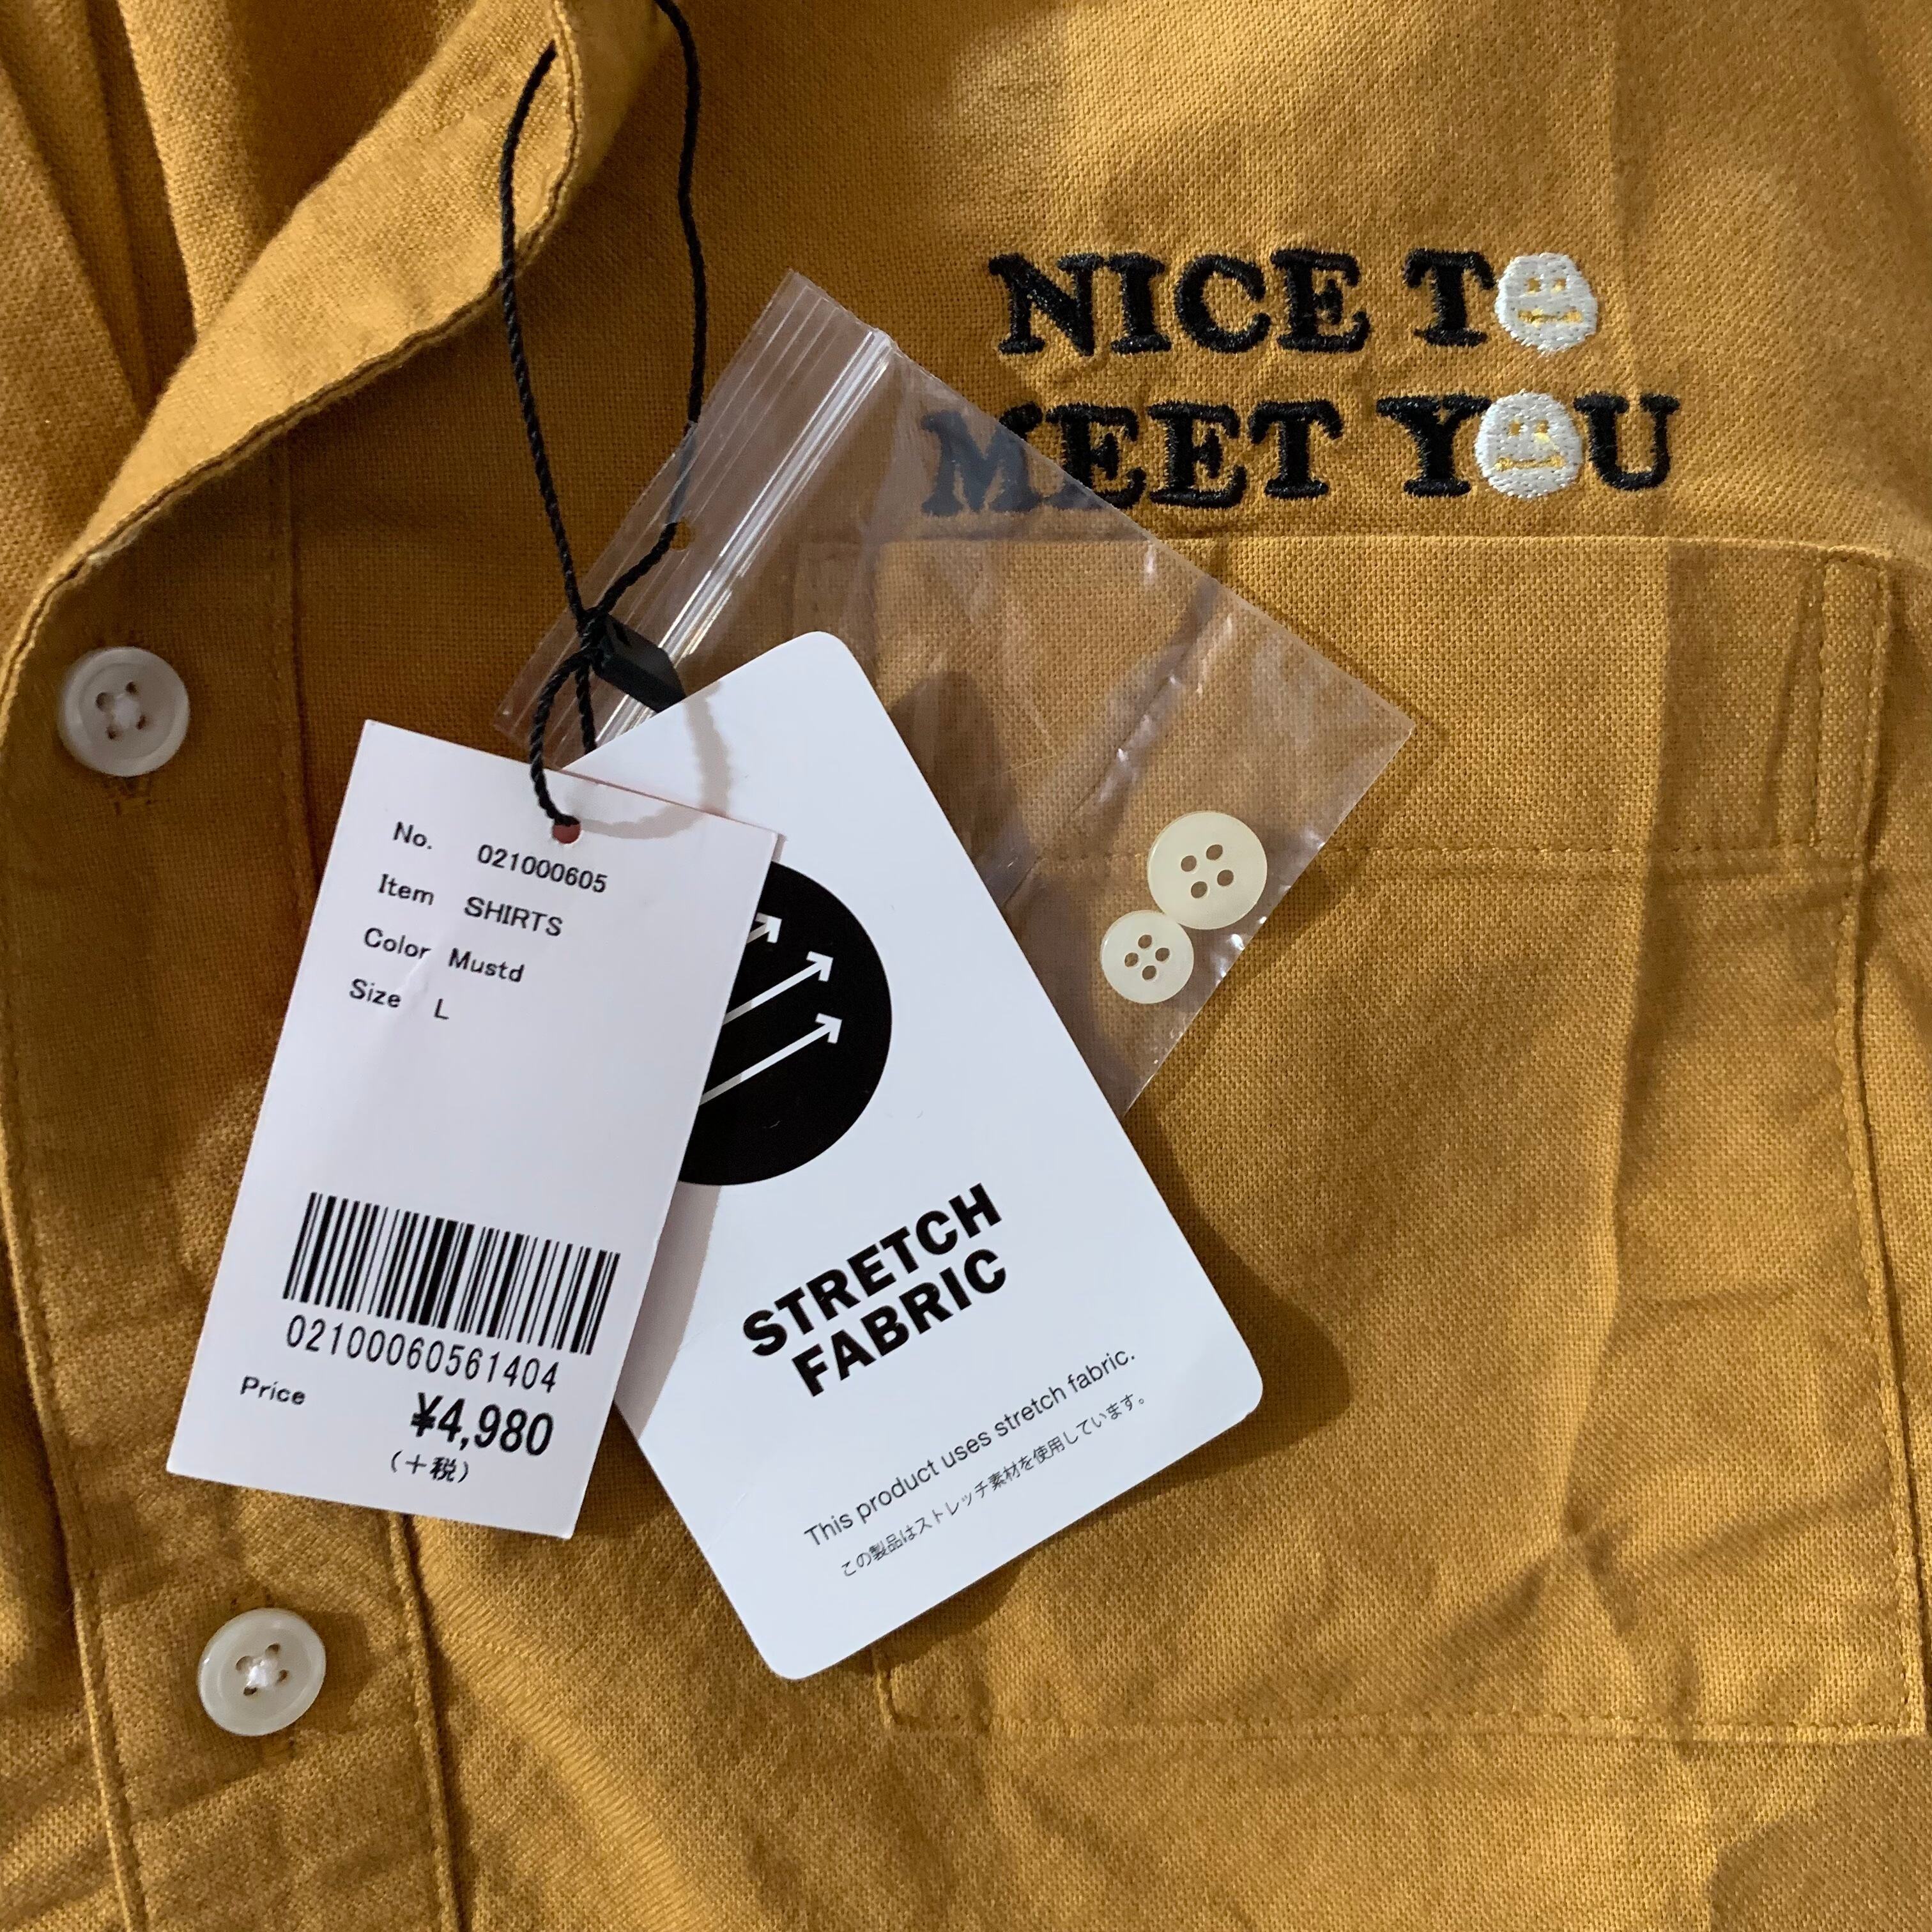 NICE TO
MEET YOU
No. 021000605
Item SHIRTS
Color Mustd
Size L
02100060561404
Price ¥4,980
(+税)
STRETCH
FABRIC
This product uses stretch fabric.
この製品はストレッチ素材を使用しています。